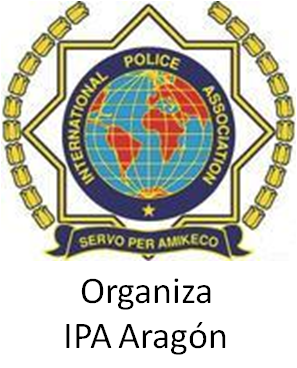 INTERNATIONAL POLICE ASSOCIATION
SERVO PER AMIKECO
Organiza
IPA Aragón